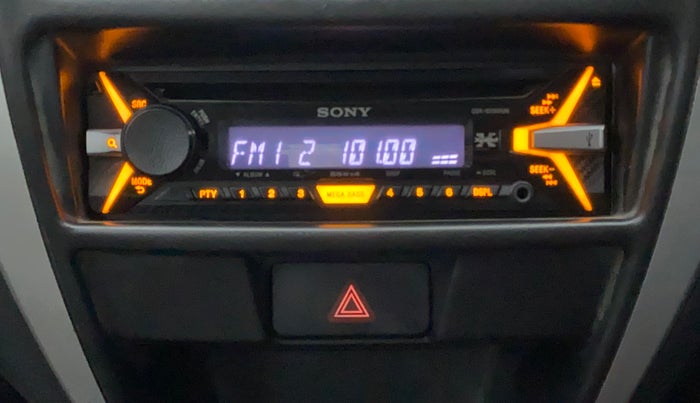 SONY
SRC
SEEK+
FM1 2 101.00
ALBUM
MODE
PAUSE
SEEK-
PTY 1 2 3 MEGA BASS 4 5 6 DSPL